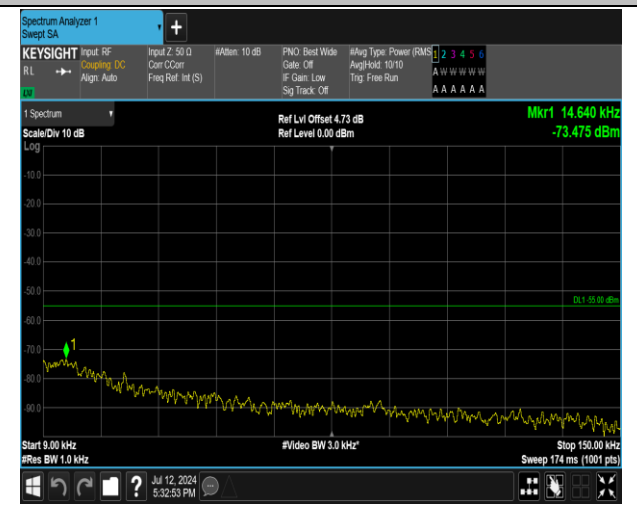 Spectrum Analyzer 1
Swept SA
+
KEYSIGHT
R L
Input: RF
Coupling: DC
Align: Auto
Input Z: 50 Ω
Corr CCorr
Freq Ref: Int (S)
#Atten: 10 dB
PNO: Best Wide
Gate: Off
IF Gain: Low
Sig Track: Off
#Avg Type: Power (RMS
Avg|Hold: 10/10
Trig: Free Run
1 2 3 4 5 6
A W W W W W
A A A A A A
1 Spectrum
Scale/Div 10 dB
Log
Ref Lvl Offset 4.73 dB
Ref Level 0.00 dBm
Mkr1 14.640 kHz
-73.475 dBm
-10.0
-20.0
-30.0
-40.0
-50.0
-60.0
-70.0
-80.0
-90.0
DL1 -55.00 dBm
1
Start 9.00 kHz
#Res BW 1.0 kHz
#Video BW 3.0 kHz*
Stop 150.00 kHz
Sweep 174 ms (1001 pts)
?
Jul 12, 2024
5:32:53 PM